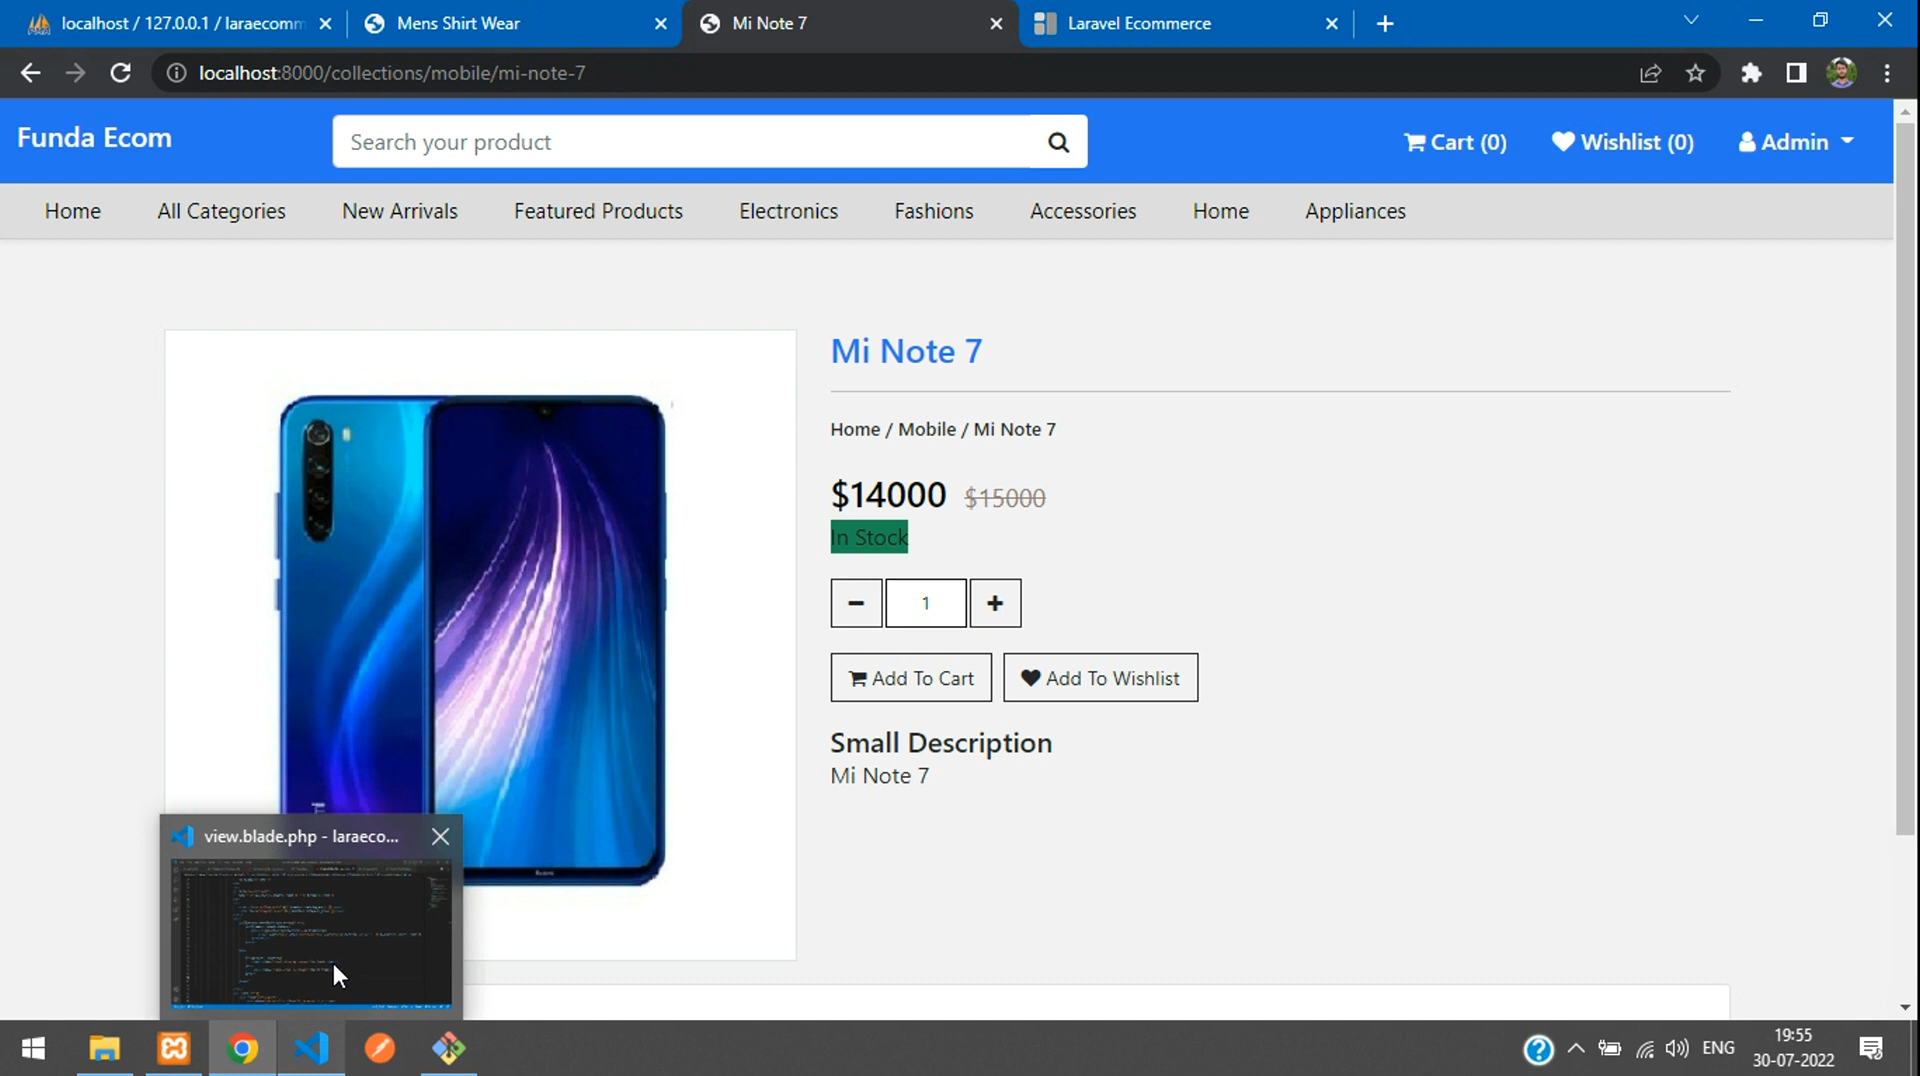 localhost / 127.0.0.1 / laraecomm
Mens Shirt Wear
Mi Note 7
Laravel Ecommerce
localhost:8000/collections/mobile/mi-note-7
Funda Ecom
Search your product
Cart (0)
Wishlist (0)
Admin
Home
All Categories
New Arrivals
Featured Products
Electronics
Fashions
Accessories
Home
Appliances
Mi Note 7
Home / Mobile / Mi Note 7
$14000 $15000
In Stock
1
Add To Cart
Add To Wishlist
Small Description
Mi Note 7
view.blade.php - laraeco...
ENG
19:55
30-07-2022